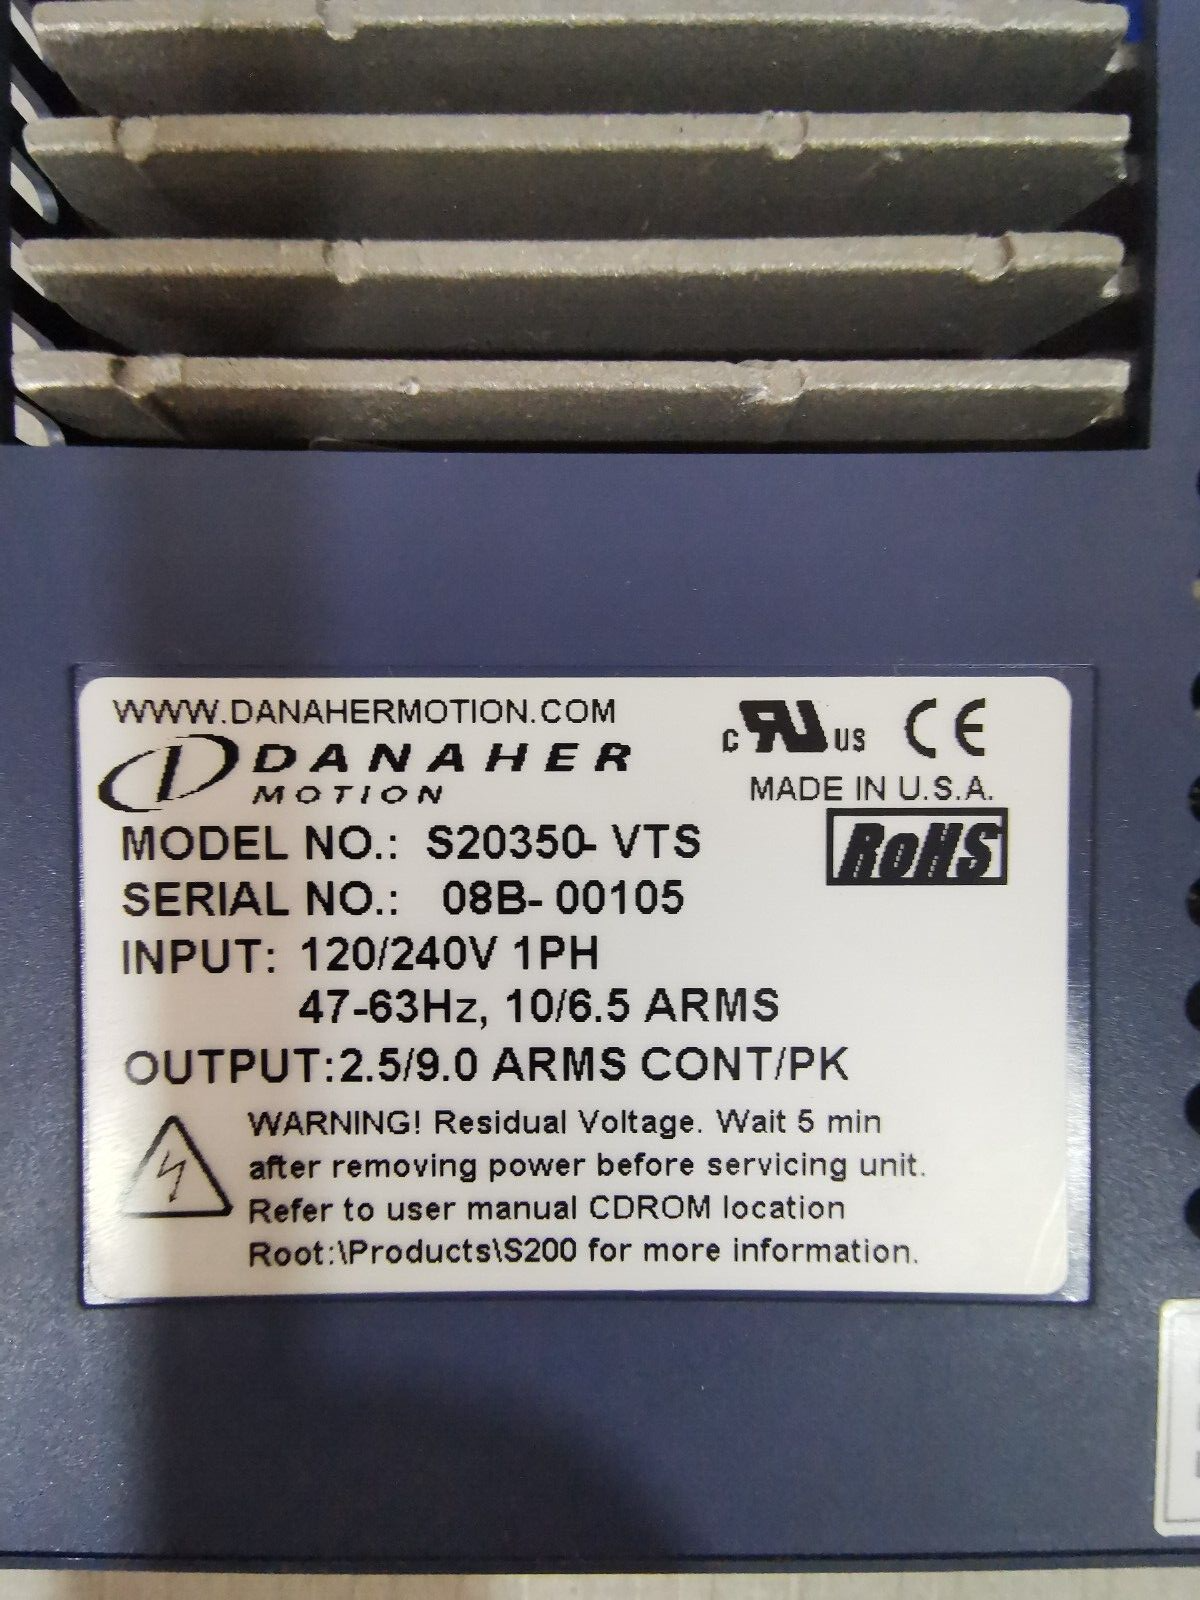 WWW.DANAHERMOTION.COM
DANAHER
MOTION
C RU US CE
MADE IN U.S.A.
RoHS
MODEL NO.: S20350-VTS
SERIAL NO.: 08B-00105
INPUT: 120/240V 1PH
47-63Hz, 10/6.5 ARMS
OUTPUT:2.5/9.0 ARMS CONT/PK
WARNING! Residual Voltage. Wait 5 min
after removing power before servicing unit.
Refer to user manual CDROM location
Root:\Products\S200 for more information.